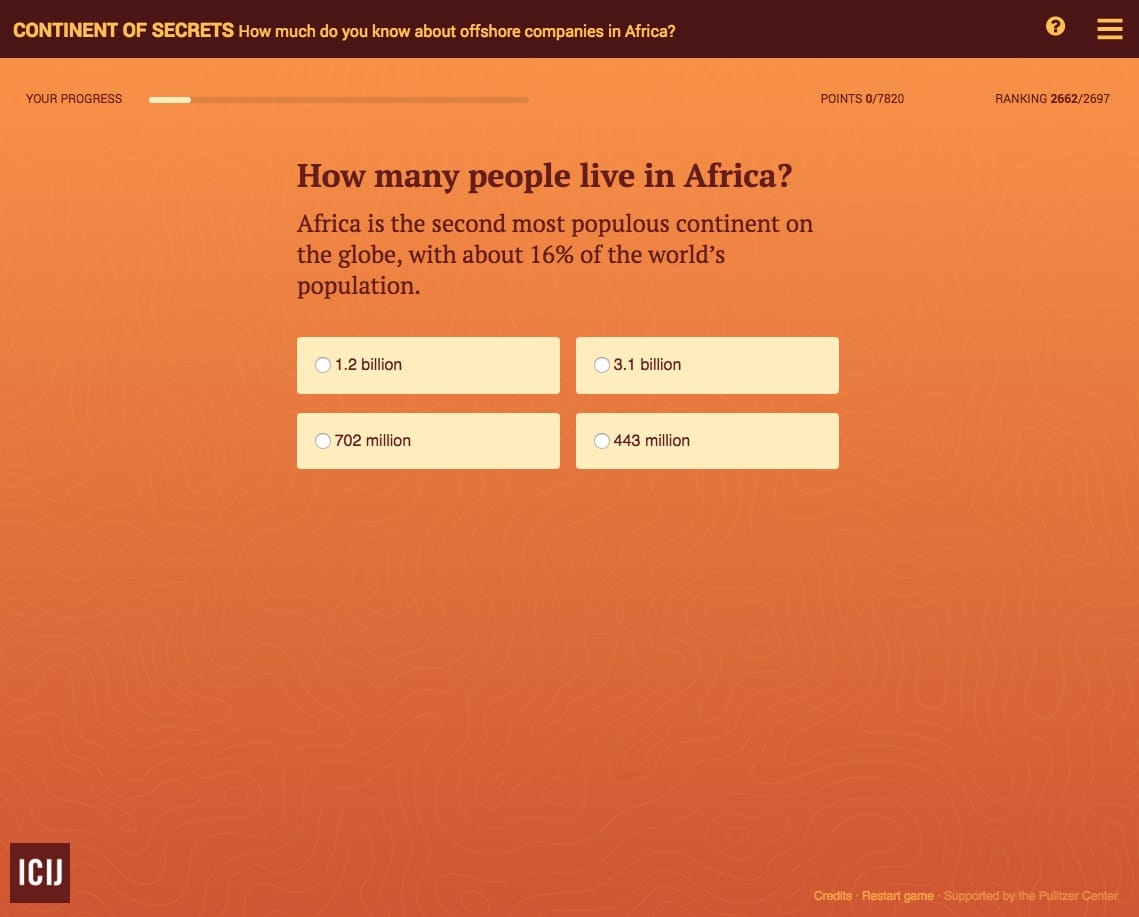 CONTINENT OF SECRETS How much do you know about offshore companies in Africa?
?
YOUR PROGRESS POINTS 0/7820 RANKING 2662/2697
How many people live in Africa?
Africa is the second most populous continent on
the globe, with about 16% of the world’s
population.
1.2 billion
3.1 billion
702 million
443 million
ICIJ
Credits · Restart game · Supported by the Pulitzer Center